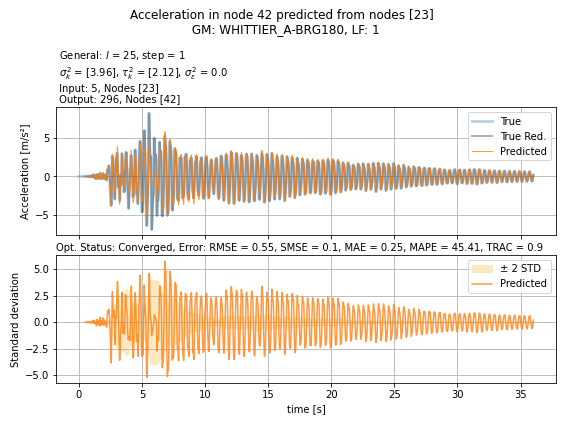 Acceleration in node 42 predicted from nodes [23]
GM: WHITTIER_A-BRG180, LF: 1
General: l = 25, step = 1
σ²ₖ = [3.96], τ²ₖ = [2.12], σ²ε = 0.0
Input: 5, Nodes [23]
Output: 296, Nodes [42]
Acceleration [m/s²]
5
0
−5
True
True Red.
Predicted
Opt. Status: Converged, Error: RMSE = 0.55, SMSE = 0.1, MAE = 0.25, MAPE = 45.41, TRAC = 0.9
Standard deviation
5.0
2.5
0.0
−2.5
−5.0
± 2 STD
Predicted
0 5 10 15 20 25 30 35
time [s]